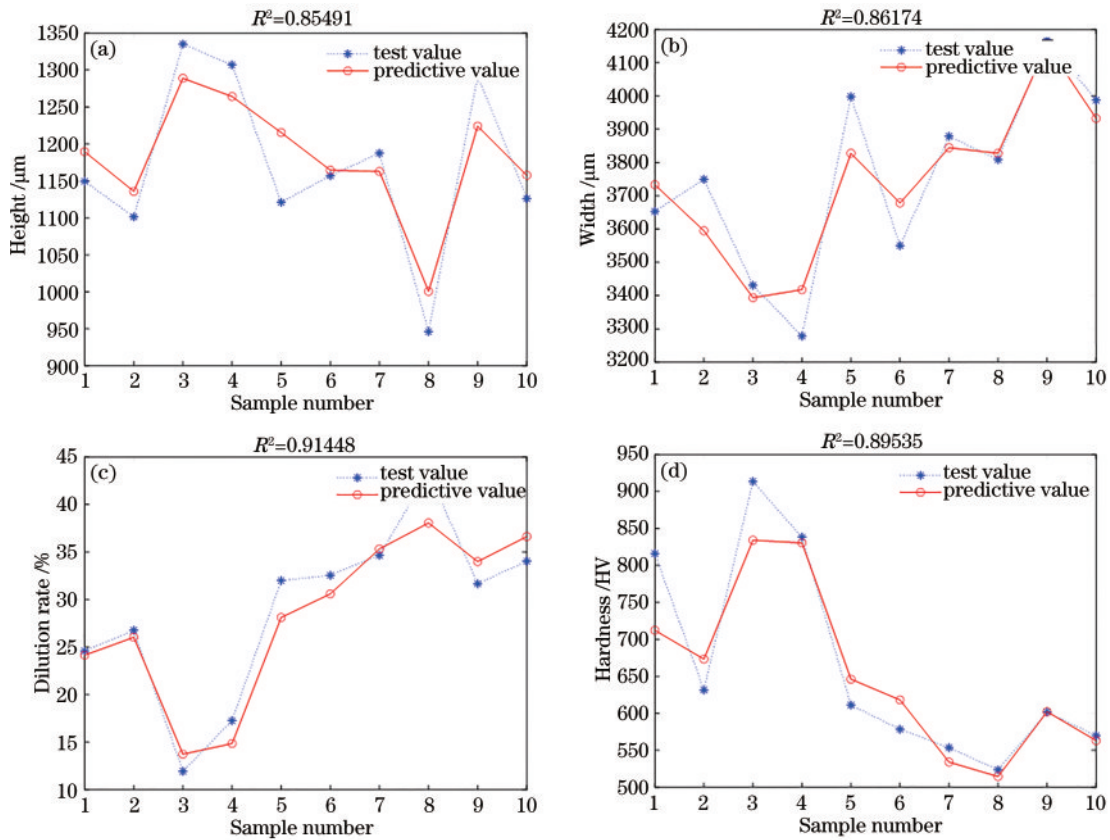 R²=0.85491
(a)
test value
predictive value
1350
1300
1250
1200
1150
1100
1050
1000
950
900
Height /μm
1 2 3 4 5 6 7 8 9 10
Sample number
R²=0.86174
(b)
test value
predictive value
4200
4100
4000
3900
3800
3700
3600
3500
3400
3300
3200
Width /μm
1 2 3 4 5 6 7 8 9 10
Sample number
R²=0.91448
(c)
test value
predictive value
45
40
35
30
25
20
15
10
Dilution rate /%
1 2 3 4 5 6 7 8 9 10
Sample number
R²=0.89535
(d)
test value
predictive value
950
900
850
800
750
700
650
600
550
500
Hardness /HV
1 2 3 4 5 6 7 8 9 10
Sample number